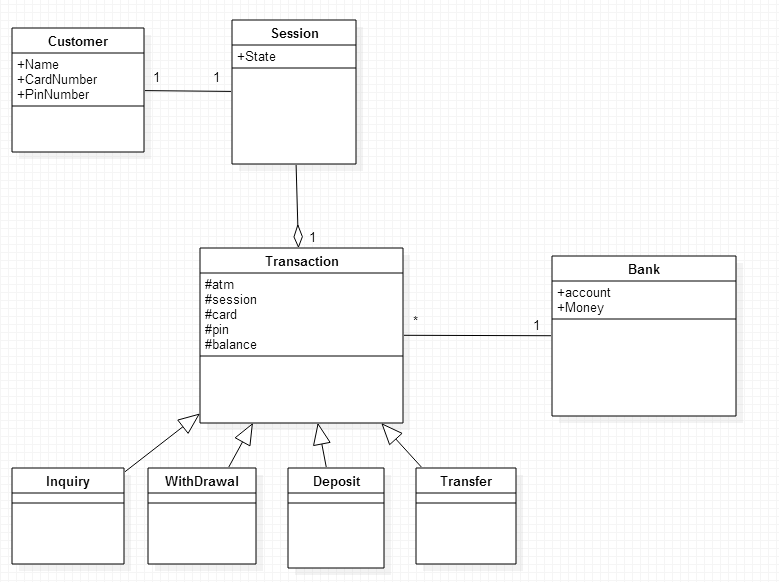 Customer
+Name
+CardNumber
+PinNumber
1
1
Session
+State
1
Transaction
#atm
#session
#card
#pin
#balance
*
1
Bank
+account
+Money
Inquiry
WithDrawal
Deposit
Transfer